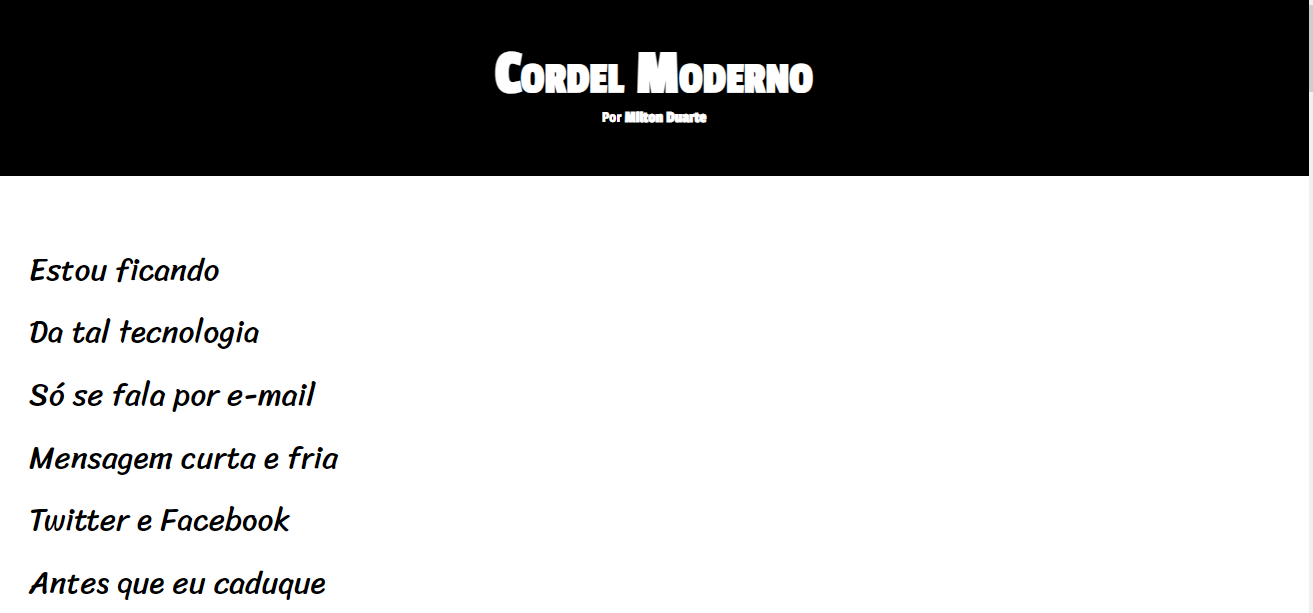 Cordel Moderno
Por Milton Duarte
Estou ficando
Da tal tecnologia
Só se fala por e-mail
Mensagem curta e fria
Twitter e Facebook
Antes que eu caduque